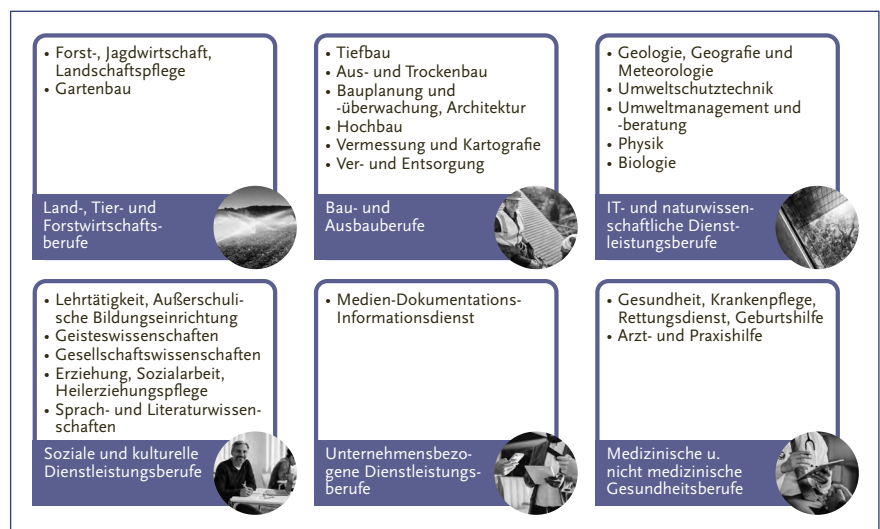 • Forst-, Jagdwirtschaft,
Landschaftspflege
• Gartenbau
Land-, Tier- und
Forstwirtschafts-
berufe
• Tiefbau
• Aus- und Trockenbau
• Bauplanung und
-überwachung, Architektur
• Hochbau
• Vermessung und Kartografie
• Ver- und Entsorgung
Bau- und
Ausbauberufe
• Geologie, Geografie und
Meteorologie
• Umweltschutztechnik
• Umweltmanagement und
-beratung
• Physik
• Biologie
IT- und naturwissen-
schaftliche Dienst-
leistungsberufe
• Lehrtätigkeit, Außerschuli-
sche Bildungseinrichtung
• Geisteswissenschaften
• Gesellschaftswissenschaften
• Erziehung, Sozialarbeit,
Heilerziehungspflege
• Sprach- und Literaturwissen-
schaften
Soziale und kulturelle
Dienstleistungsberufe
• Medien-Dokumentations-
Informationsdienst
Unternehmensbezo-
gene Dienstleistungs-
berufe
• Gesundheit, Krankenpflege,
Rettungsdienst, Geburtshilfe
• Arzt- und Praxishilfe
Medizinische u.
nicht medizinische
Gesundheitsberufe